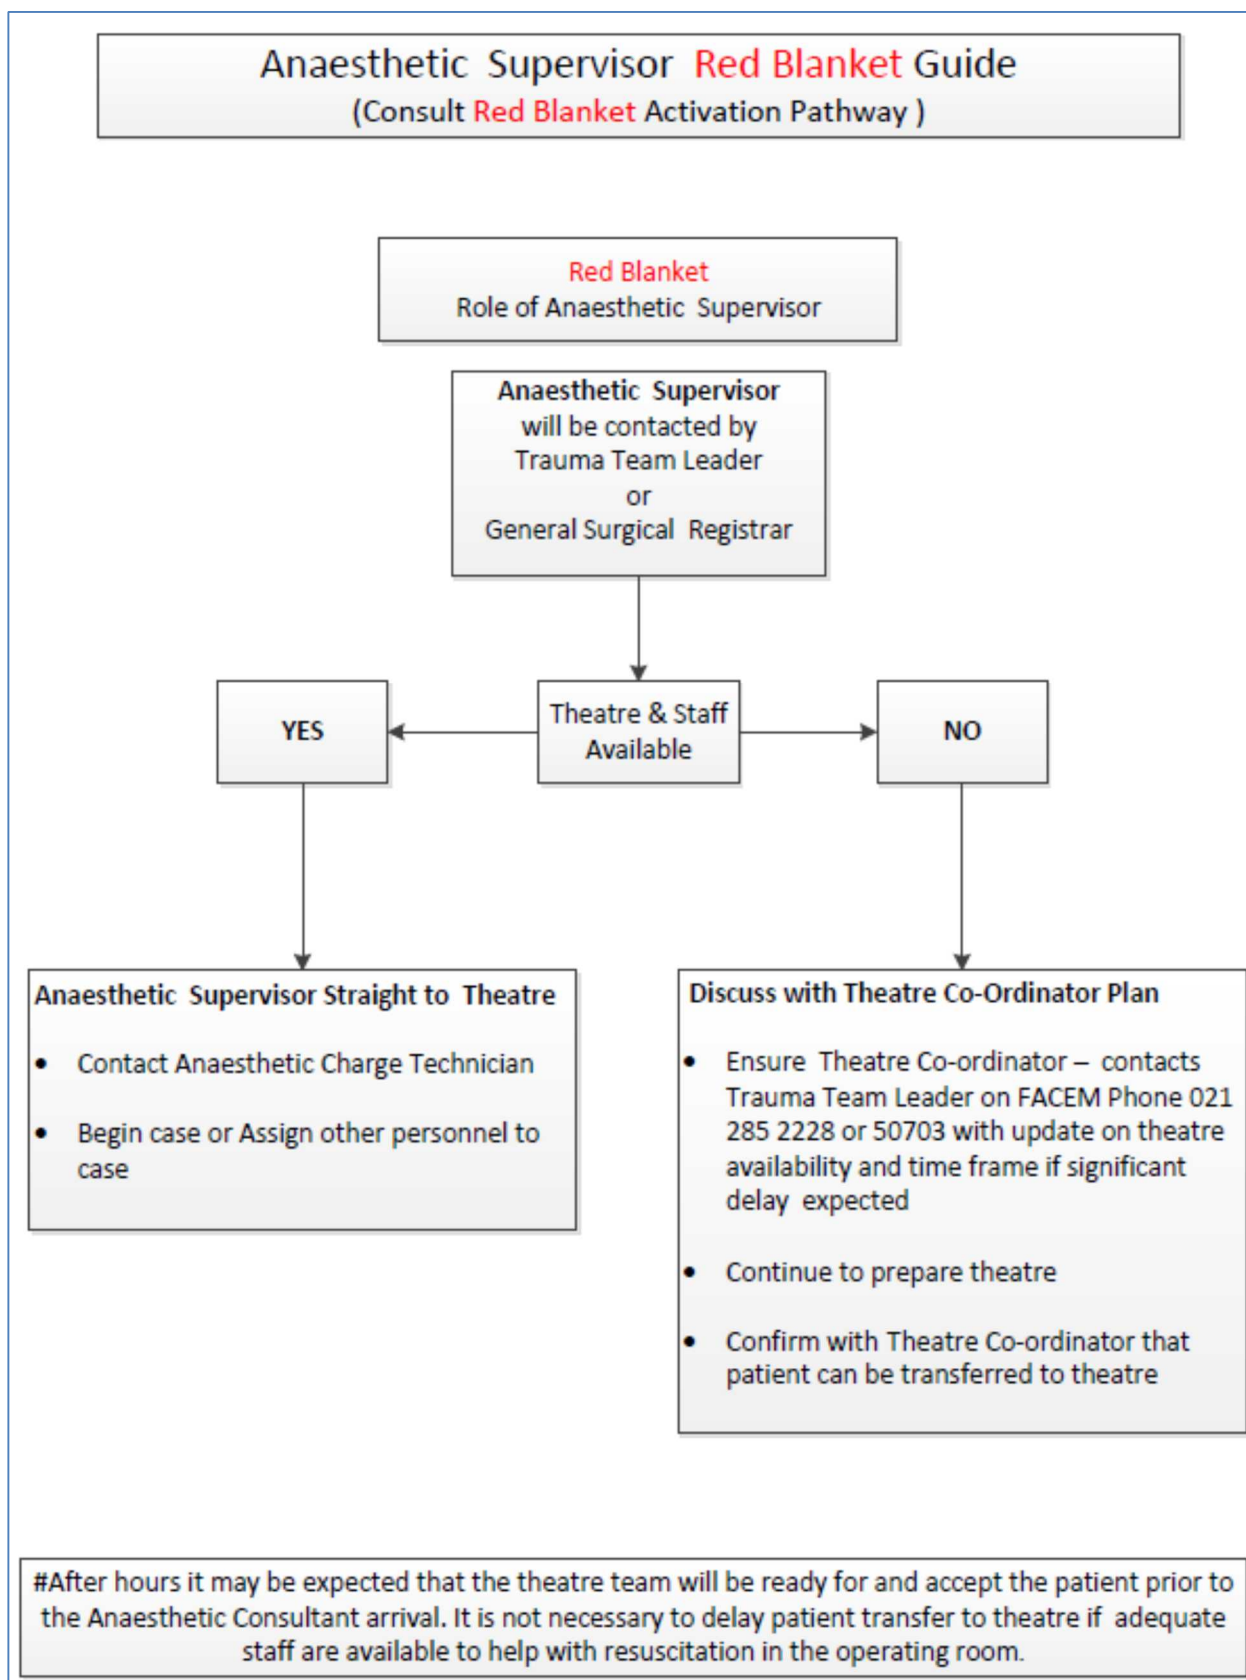 Anaesthetic Supervisor Red Blanket Guide
(Consult Red Blanket Activation Pathway )
Red Blanket
Role of Anaesthetic Supervisor
Anaesthetic Supervisor
will be contacted by
Trauma Team Leader
or
General Surgical Registrar
YES
Theatre & Staff
Available
NO
Anaesthetic Supervisor Straight to Theatre
• Contact Anaesthetic Charge Technician
• Begin case or Assign other personnel to
case
Discuss with Theatre Co-Ordinator Plan
• Ensure Theatre Co-ordinator – contacts
Trauma Team Leader on FACEM Phone 021
285 2228 or 50703 with update on theatre
availability and time frame if significant
delay expected
• Continue to prepare theatre
• Confirm with Theatre Co-ordinator that
patient can be transferred to theatre
#After hours it may be expected that the theatre team will be ready for and accept the patient prior to
the Anaesthetic Consultant arrival. It is not necessary to delay patient transfer to theatre if adequate
staff are available to help with resuscitation in the operating room.